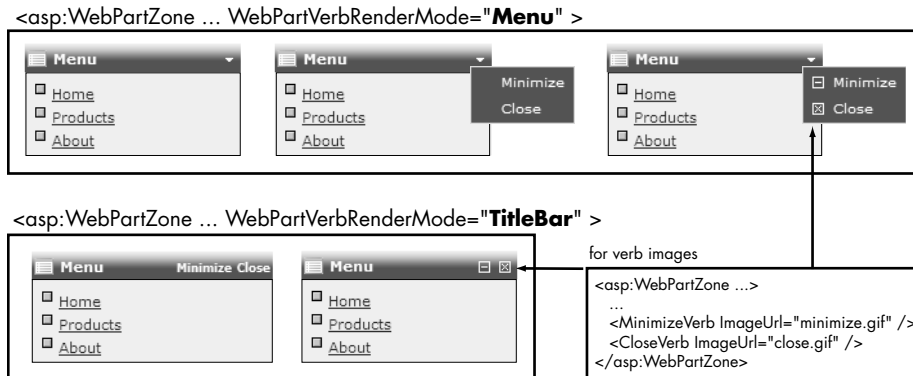 <asp:WebPartZone ... WebPartVerbRenderMode="Menu" >
Menu
Home
Products
About
Menu
Minimize
Close
Home
Products
About
Menu
Minimize
Close
Home
Products
About
<asp:WebPartZone ... WebPartVerbRenderMode="TitleBar" >
Menu Minimize Close
Home
Products
About
Menu
Home
Products
About
for verb images
<asp:WebPartZone ...>
...
<MinimizeVerb ImageUrl="minimize.gif" />
<CloseVerb ImageUrl="close.gif" />
</asp:WebPartZone>